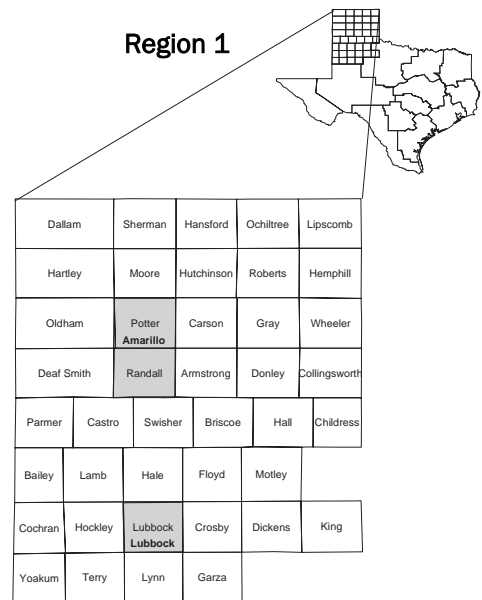 Region 1
Dallam Sherman Hansford Ochiltree Lipscomb
Hartley Moore Hutchinson Roberts Hemphill
Oldham Potter Carson Gray Wheeler
Amarillo
Deaf Smith Randall Armstrong Donley Collingsworth
Parmer Castro Swisher Briscoe Hall Childress
Bailey Lamb Hale Floyd Motley
Cochran Hockley Lubbock Crosby Dickens King
Lubbock
Yoakum Terry Lynn Garza